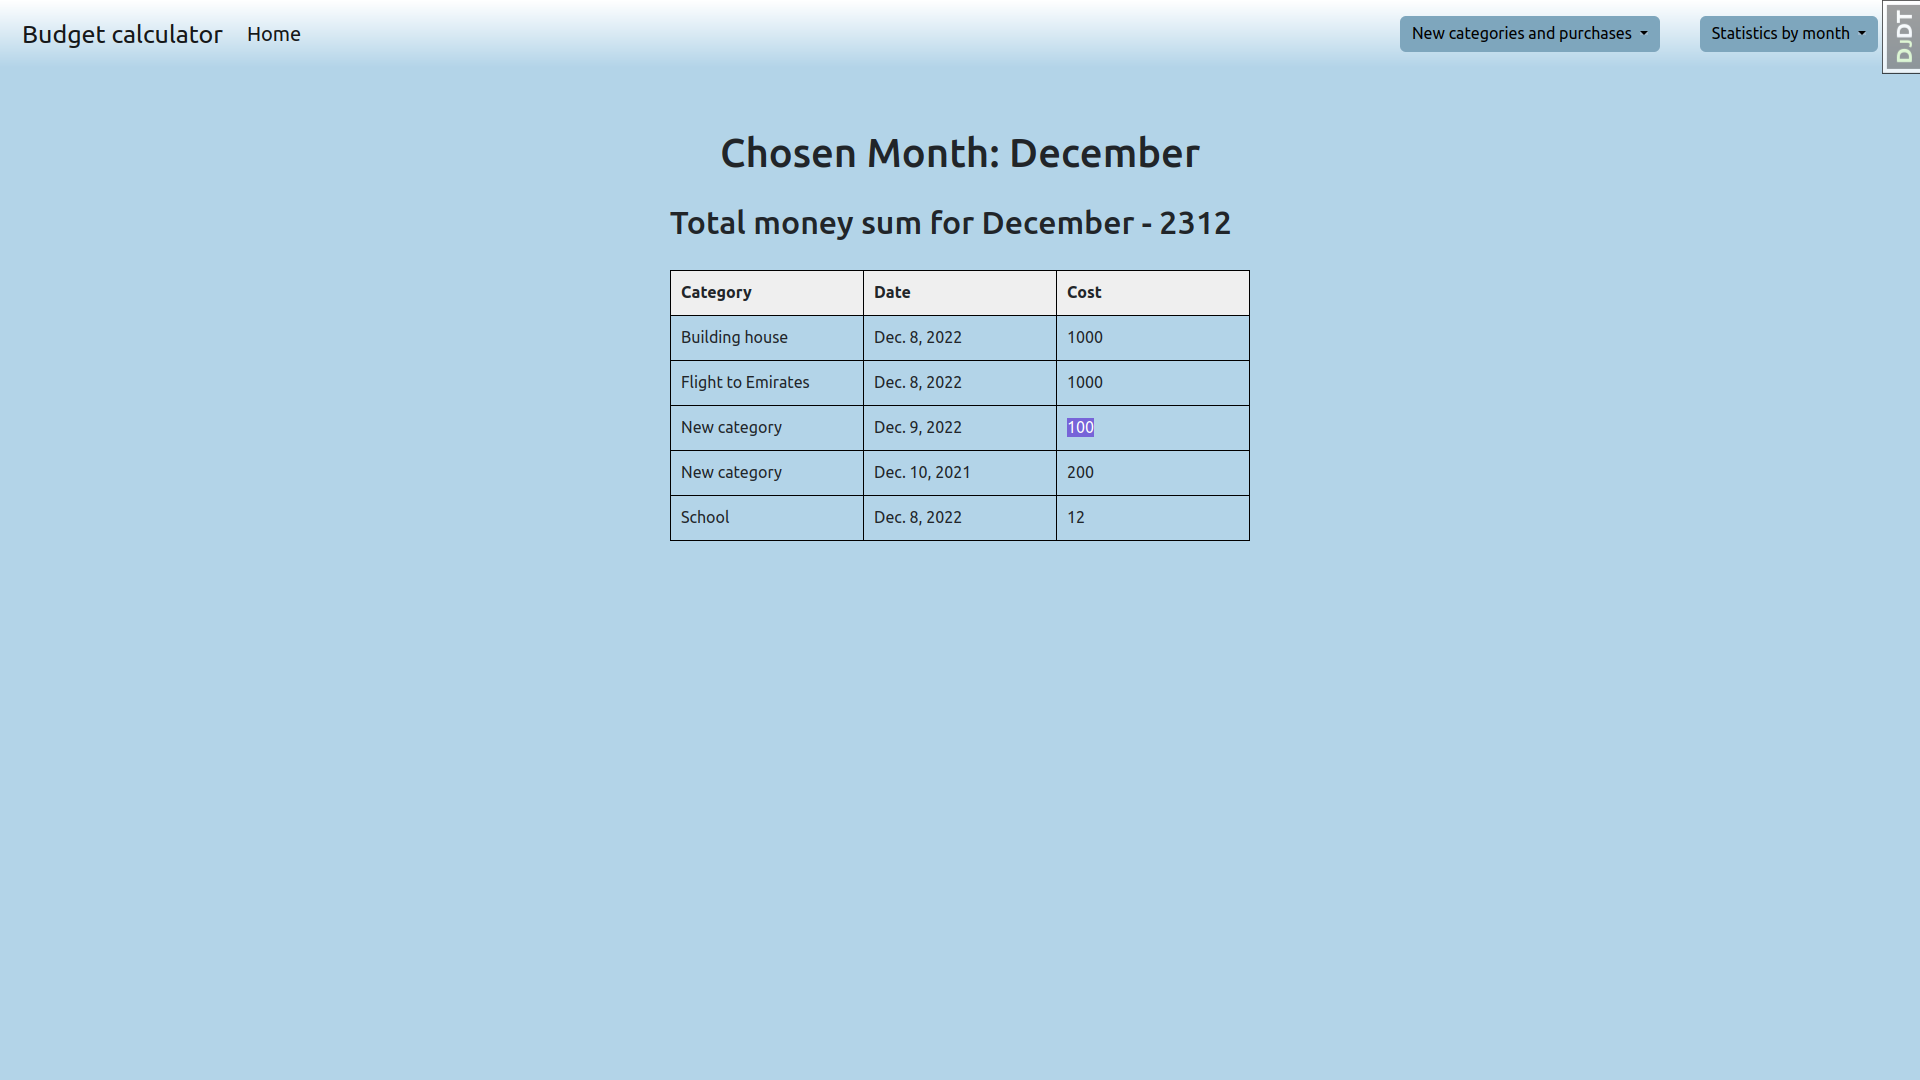 Budget calculator Home New categories and purchases Statistics by month DJDT
Chosen Month: December
Total money sum for December - 2312
Category Date Cost
Building house Dec. 8, 2022 1000
Flight to Emirates Dec. 8, 2022 1000
New category Dec. 9, 2022 100
New category Dec. 10, 2021 200
School Dec. 8, 2022 12